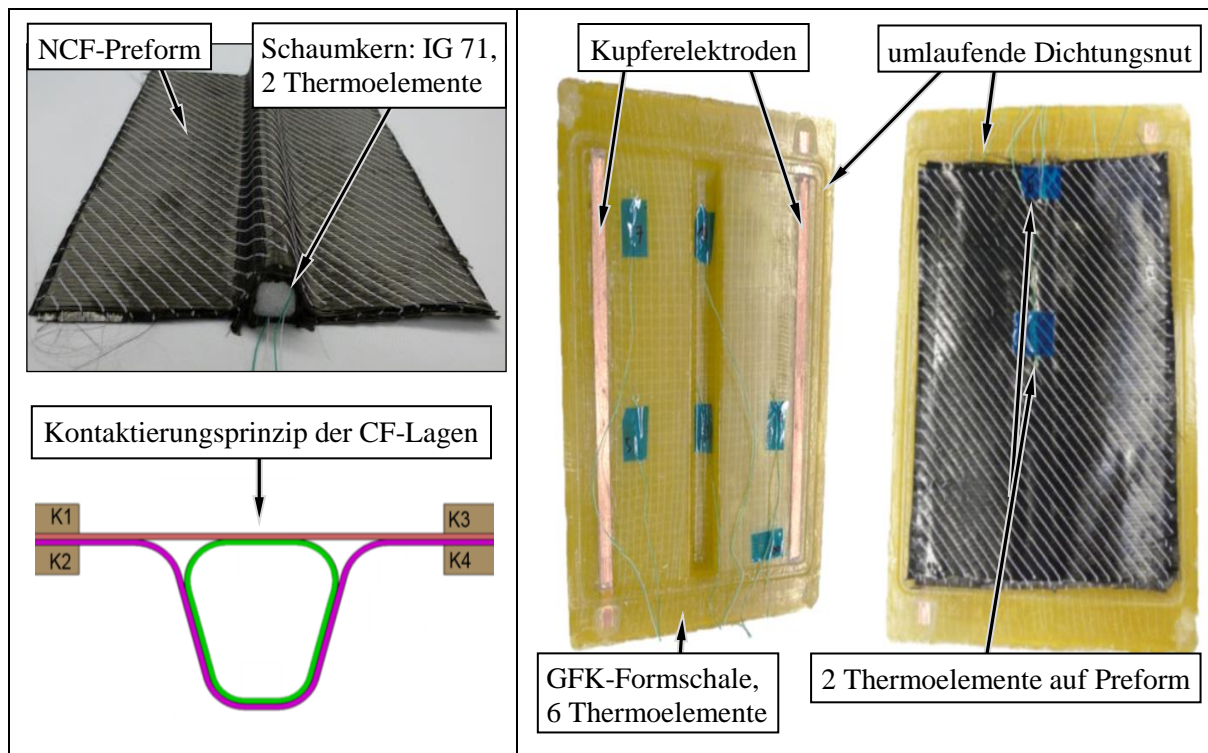 NCF-Preform
Schaumkern: IG 71,
2 Thermoelemente
Kontaktierungsprinzip der CF-Lagen
K1
K3
K2
K4
Kupferelektroden
umlaufende Dichtungsnut
GFK-Formschale,
6 Thermoelemente
2 Thermoelemente auf Preform